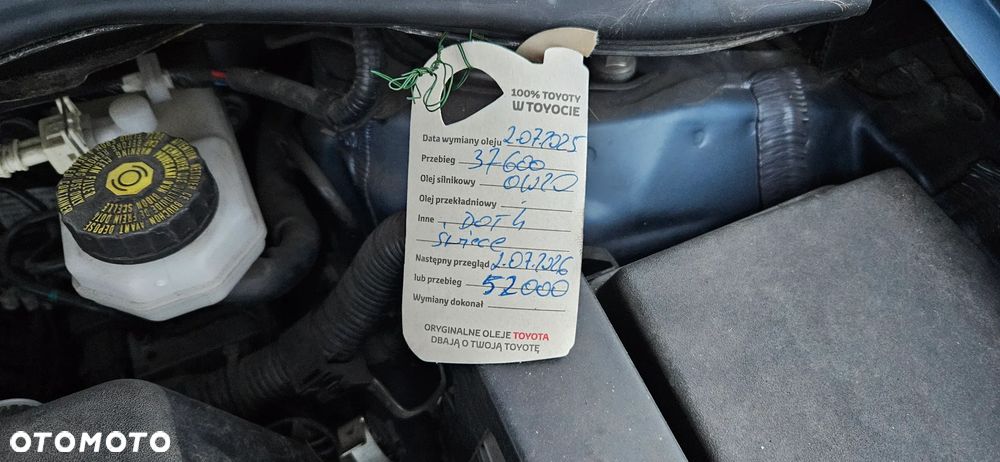 100% TOYOTY
W TOYOCIE
Data wymiany oleju 2.07.2025
Przebieg 37600
Olej silnikowy 0W20
Olej przekładniowy
Inne DOT 4
świece
Następny przegląd 2.07.2026
lub przebieg 52000
Wymiany dokonał
ORYGINALNE OLEJE TOYOTA
DBAJĄ O TWOJĄ TOYOTĘ
OTOMOTO